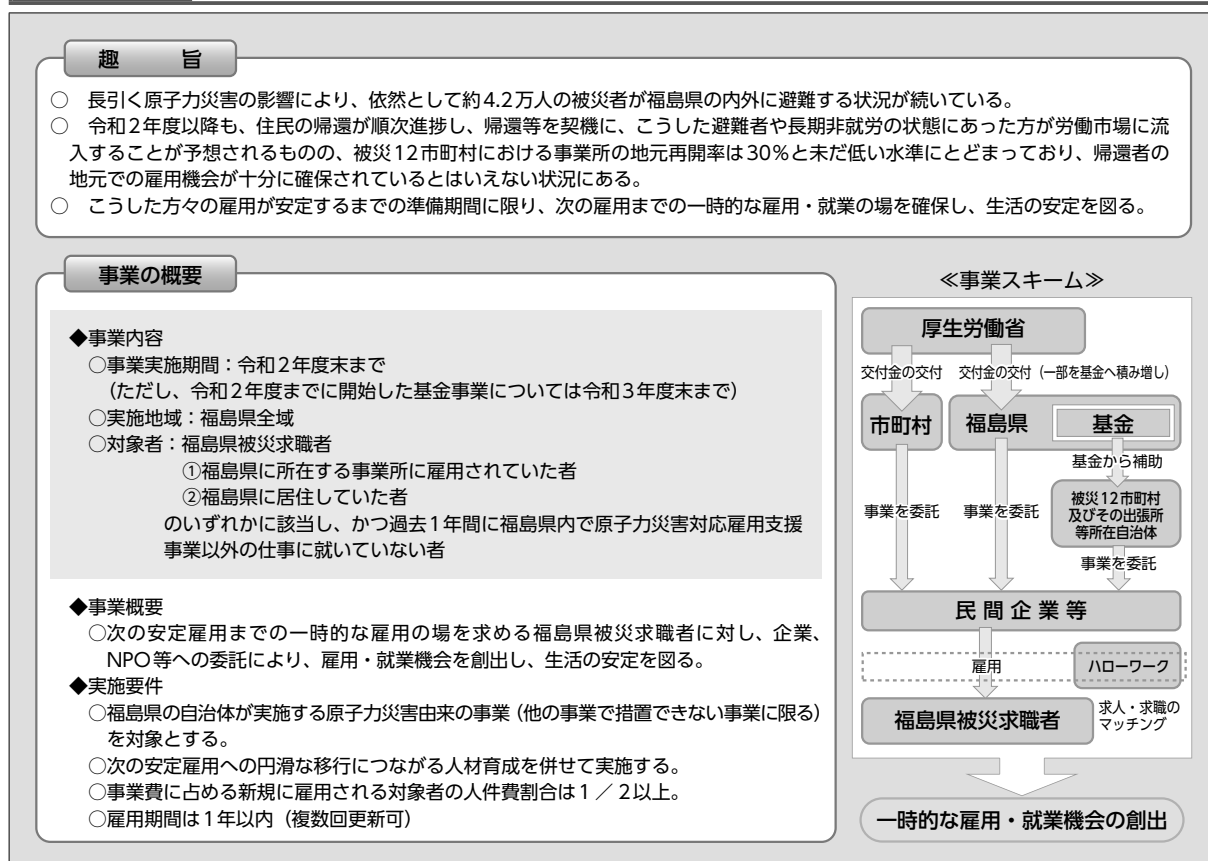 趣　　旨
○　長引く原子力災害の影響により、依然として約4.2万人の被災者が福島県の内外に避難する状況が続いている。
○　令和2年度以降も、住民の帰還が順次進捗し、帰還等を契機に、こうした避難者や長期非就労の状態にあった方が労働市場に流
入することが予想されるものの、被災12市町村における事業所の地元再開率は30％と未だ低い水準にとどまっており、帰還者の
地元での雇用機会が十分に確保されているとはいえない状況にある。
○　こうした方々の雇用が安定するまでの準備期間に限り、次の雇用までの一時的な雇用・就業の場を確保し、生活の安定を図る。
事業の概要
◆事業内容
○事業実施期間：令和2年度末まで
（ただし、令和2年度までに開始した基金事業については令和3年度末まで）
○実施地域：福島県全域
○対象者：福島県被災求職者
①福島県に所在する事業所に雇用されていた者
②福島県に居住していた者
のいずれかに該当し、かつ過去1年間に福島県内で原子力災害対応雇用支援
事業以外の仕事に就いていない者
◆事業概要
○次の安定雇用までの一時的な雇用の場を求める福島県被災求職者に対し、企業、
NPO等への委託により、雇用・就業機会を創出し、生活の安定を図る。
◆実施要件
○福島県の自治体が実施する原子力災害由来の事業（他の事業で措置できない事業に限る）
を対象とする。
○次の安定雇用への円滑な移行につながる人材育成を併せて実施する。
○事業費に占める新規に雇用される対象者の人件費割合は1／2以上。
○雇用期間は1年以内（複数回更新可）
≪事業スキーム≫
厚生労働省
交付金の交付　交付金の交付（一部を基金へ積み増し）
市町村　福島県　基金
基金から補助
被災12市町村
及びその出張所
等所在自治体
事業を委託　事業を委託
事業を委託
民間企業等
雇用　ハローワーク
福島県被災求職者
求人・求職の
マッチング
一時的な雇用・就業機会の創出